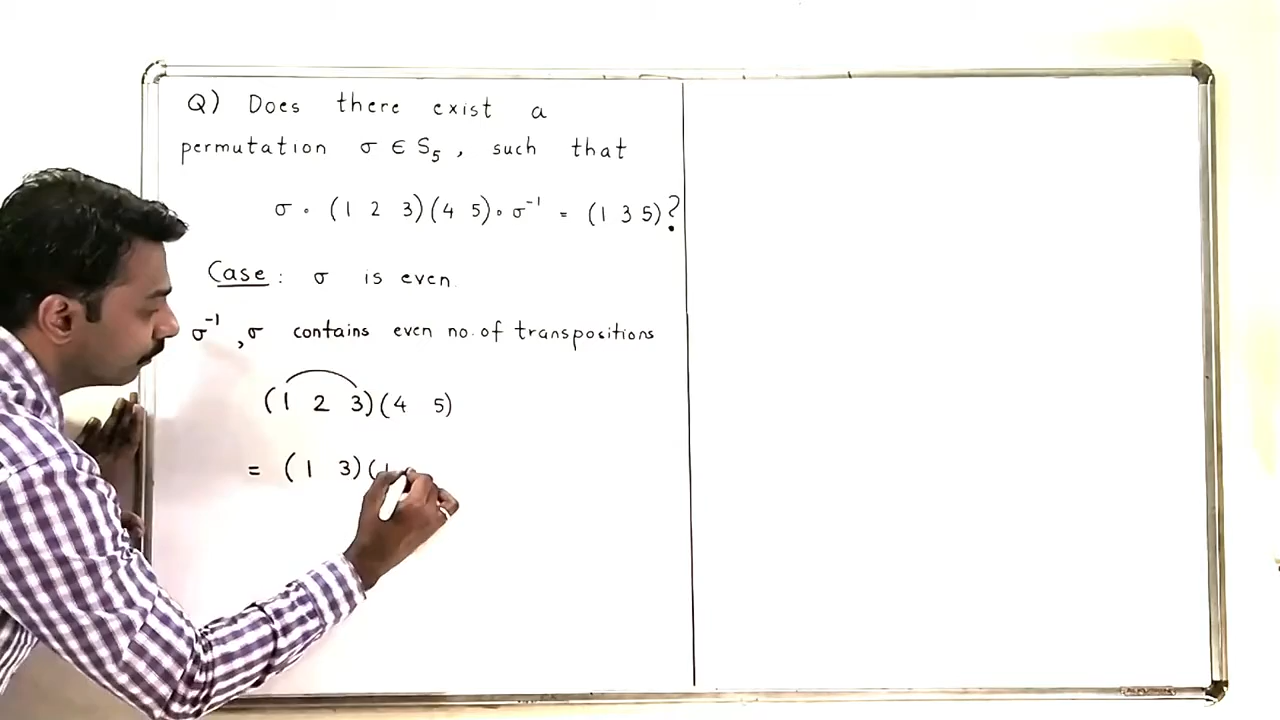 Q) Does there exist a
permutation σ ∈ S₅, such that
σ ∘ (1 2 3)(4 5) ∘ σ⁻¹ = (1 3 5)?
Case : σ is even.
σ⁻¹, σ contains even no. of transpositions
(1 2 3)(4 5)
= (1 3)(1